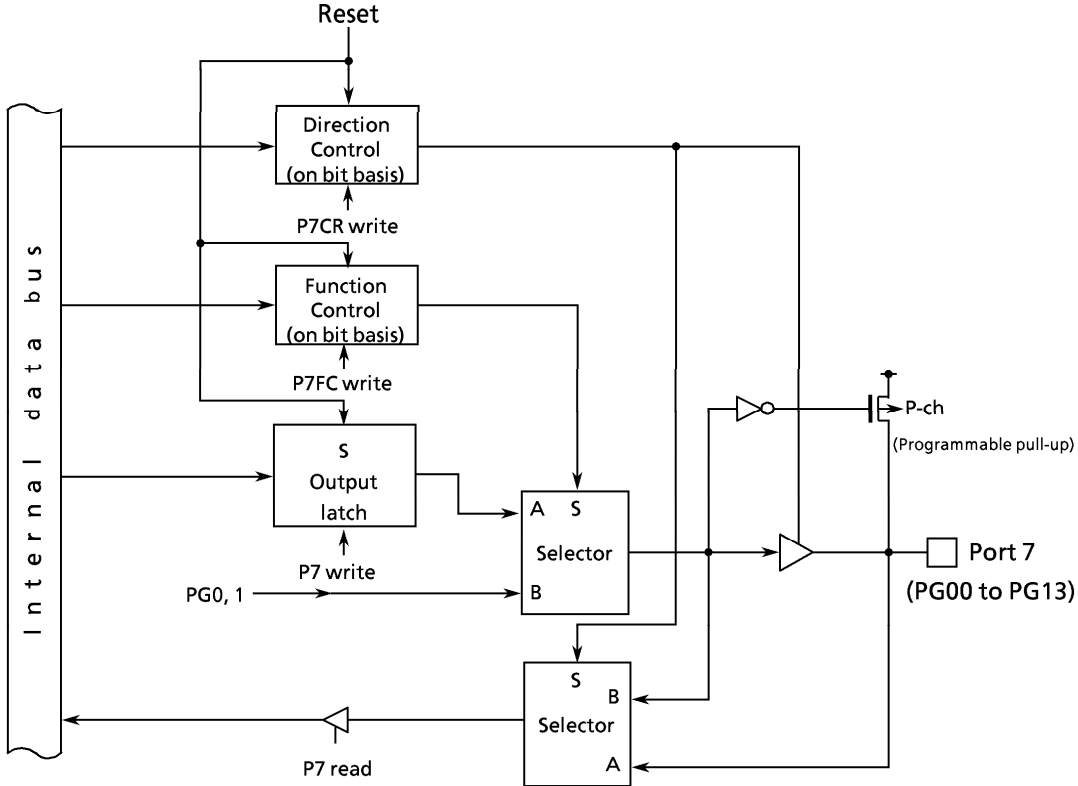 Reset
Direction
Control
(on bit basis)
P7CR write
Function
Control
(on bit basis)
P7FC write
S
Output
latch
P7 write
PG0, 1
A S
Selector
B
P-ch
(Programmable pull-up)
Port 7
(PG00 to PG13)
S
B
Selector
A
P7 read
Internal data bus